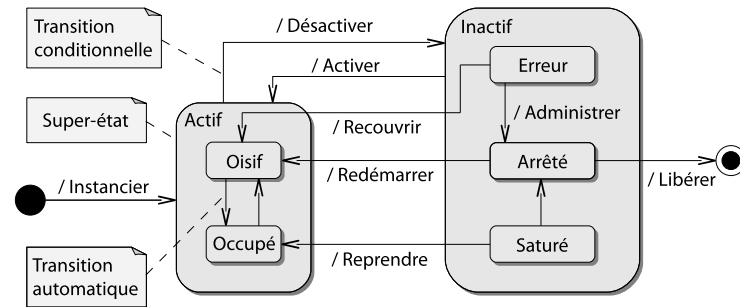 Transition
conditionnelle
/ Désactiver
Inactif
/ Activer
Erreur
Super-état
Actif
/ Administrer
/ Recouvrir
Oisif
Arrêté
/ Instancier
/ Redémarrer
/ Libérer
Occupé
Saturé
/ Reprendre
Transition
automatique